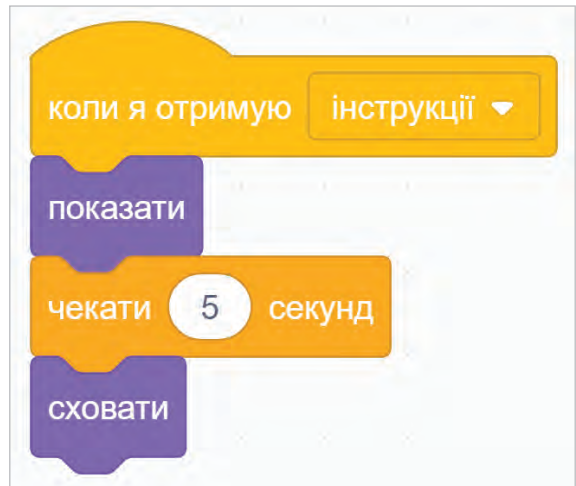 коли я отримую інструкції
показати
чекати 5 секунд
сховати